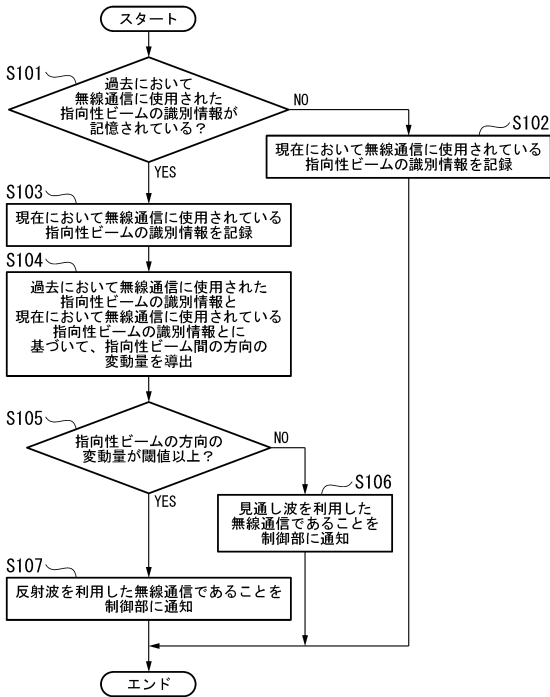 スタート
S101
過去において
無線通信に使用された
指向性ビームの識別情報が
記憶されている？
NO
YES
S102
現在において無線通信に使用されている
指向性ビームの識別情報を記録
S103
現在において無線通信に使用されている
指向性ビームの識別情報を記録
S104
過去において無線通信に使用された
指向性ビームの識別情報と
現在において無線通信に使用されている
指向性ビームの識別情報とに
基づいて、指向性ビーム間の方向の
変動量を導出
S105
指向性ビームの方向の
変動量が閾値以上？
NO
YES
S106
見通し波を利用した
無線通信であることを
制御部に通知
S107
反射波を利用した無線通信であることを
制御部に通知
エンド